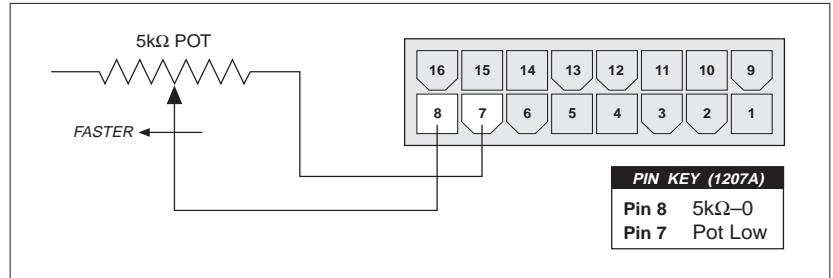 5kΩ POT
FASTER
16 15 14 13 12 11 10 9
8 7 6 5 4 3 2 1
PIN KEY (1207A)
Pin 8 5kΩ–0
Pin 7 Pot Low